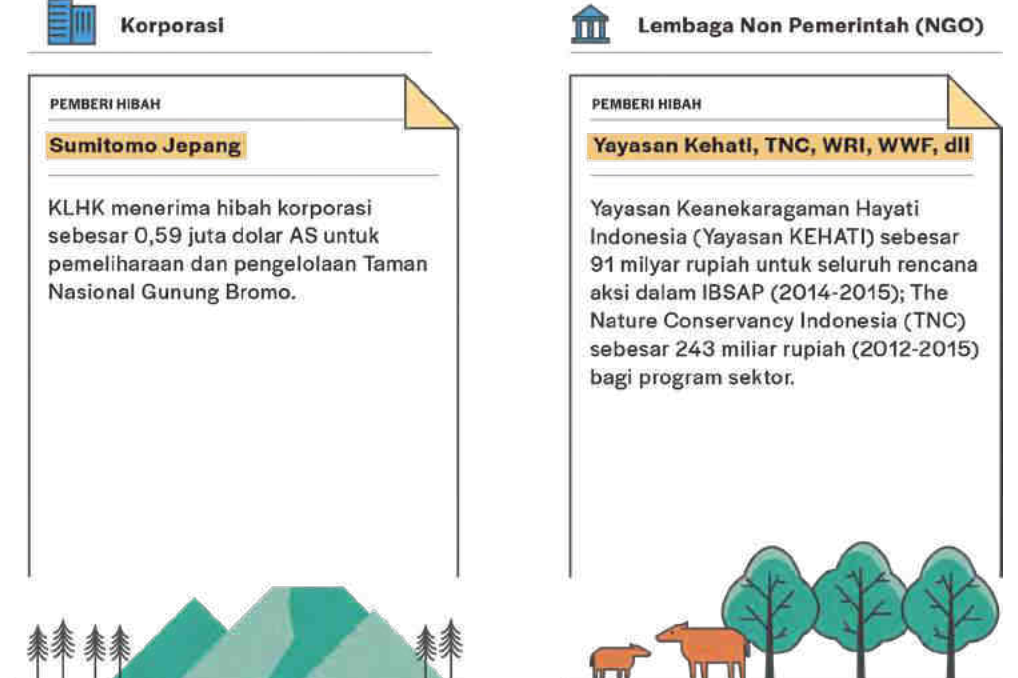 Korporasi
PEMBERI HIBAH
Sumitomo Jepang
KLHK menerima hibah korporasi
sebesar 0,59 juta dolar AS untuk
pemeliharaan dan pengelolaan Taman
Nasional Gunung Bromo.
Lembaga Non Pemerintah (NGO)
PEMBERI HIBAH
Yayasan Kehati, TNC, WRI, WWF, dll
Yayasan Keanekaragaman Hayati
Indonesia (Yayasan KEHATI) sebesar
91 milyar rupiah untuk seluruh rencana
aksi dalam IBSAP (2014-2015); The
Nature Conservancy Indonesia (TNC)
sebesar 243 miliar rupiah (2012-2015)
bagi program sektor.